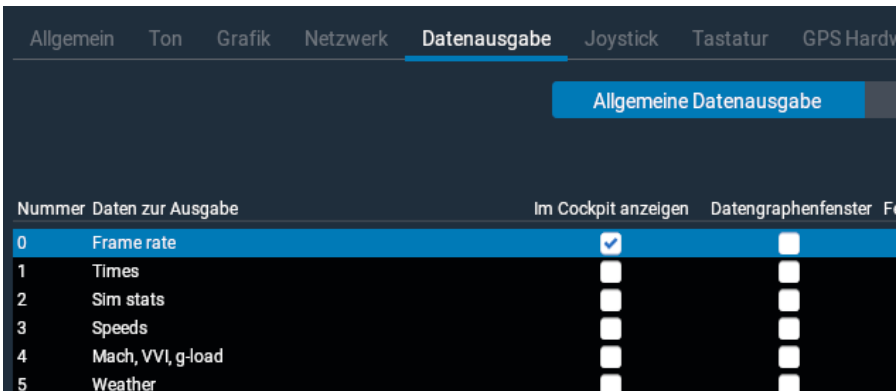 Allgemein Ton Grafik Netzwerk Datenausgabe Joystick Tastatur GPS
Allgemeine Datenausgabe
Nummer Daten zur Ausgabe Im Cockpit anzeigen Datengraphenfenster
0 Frame rate
1 Times
2 Sim stats
3 Speeds
4 Mach, VVI, g-load
5 Weather